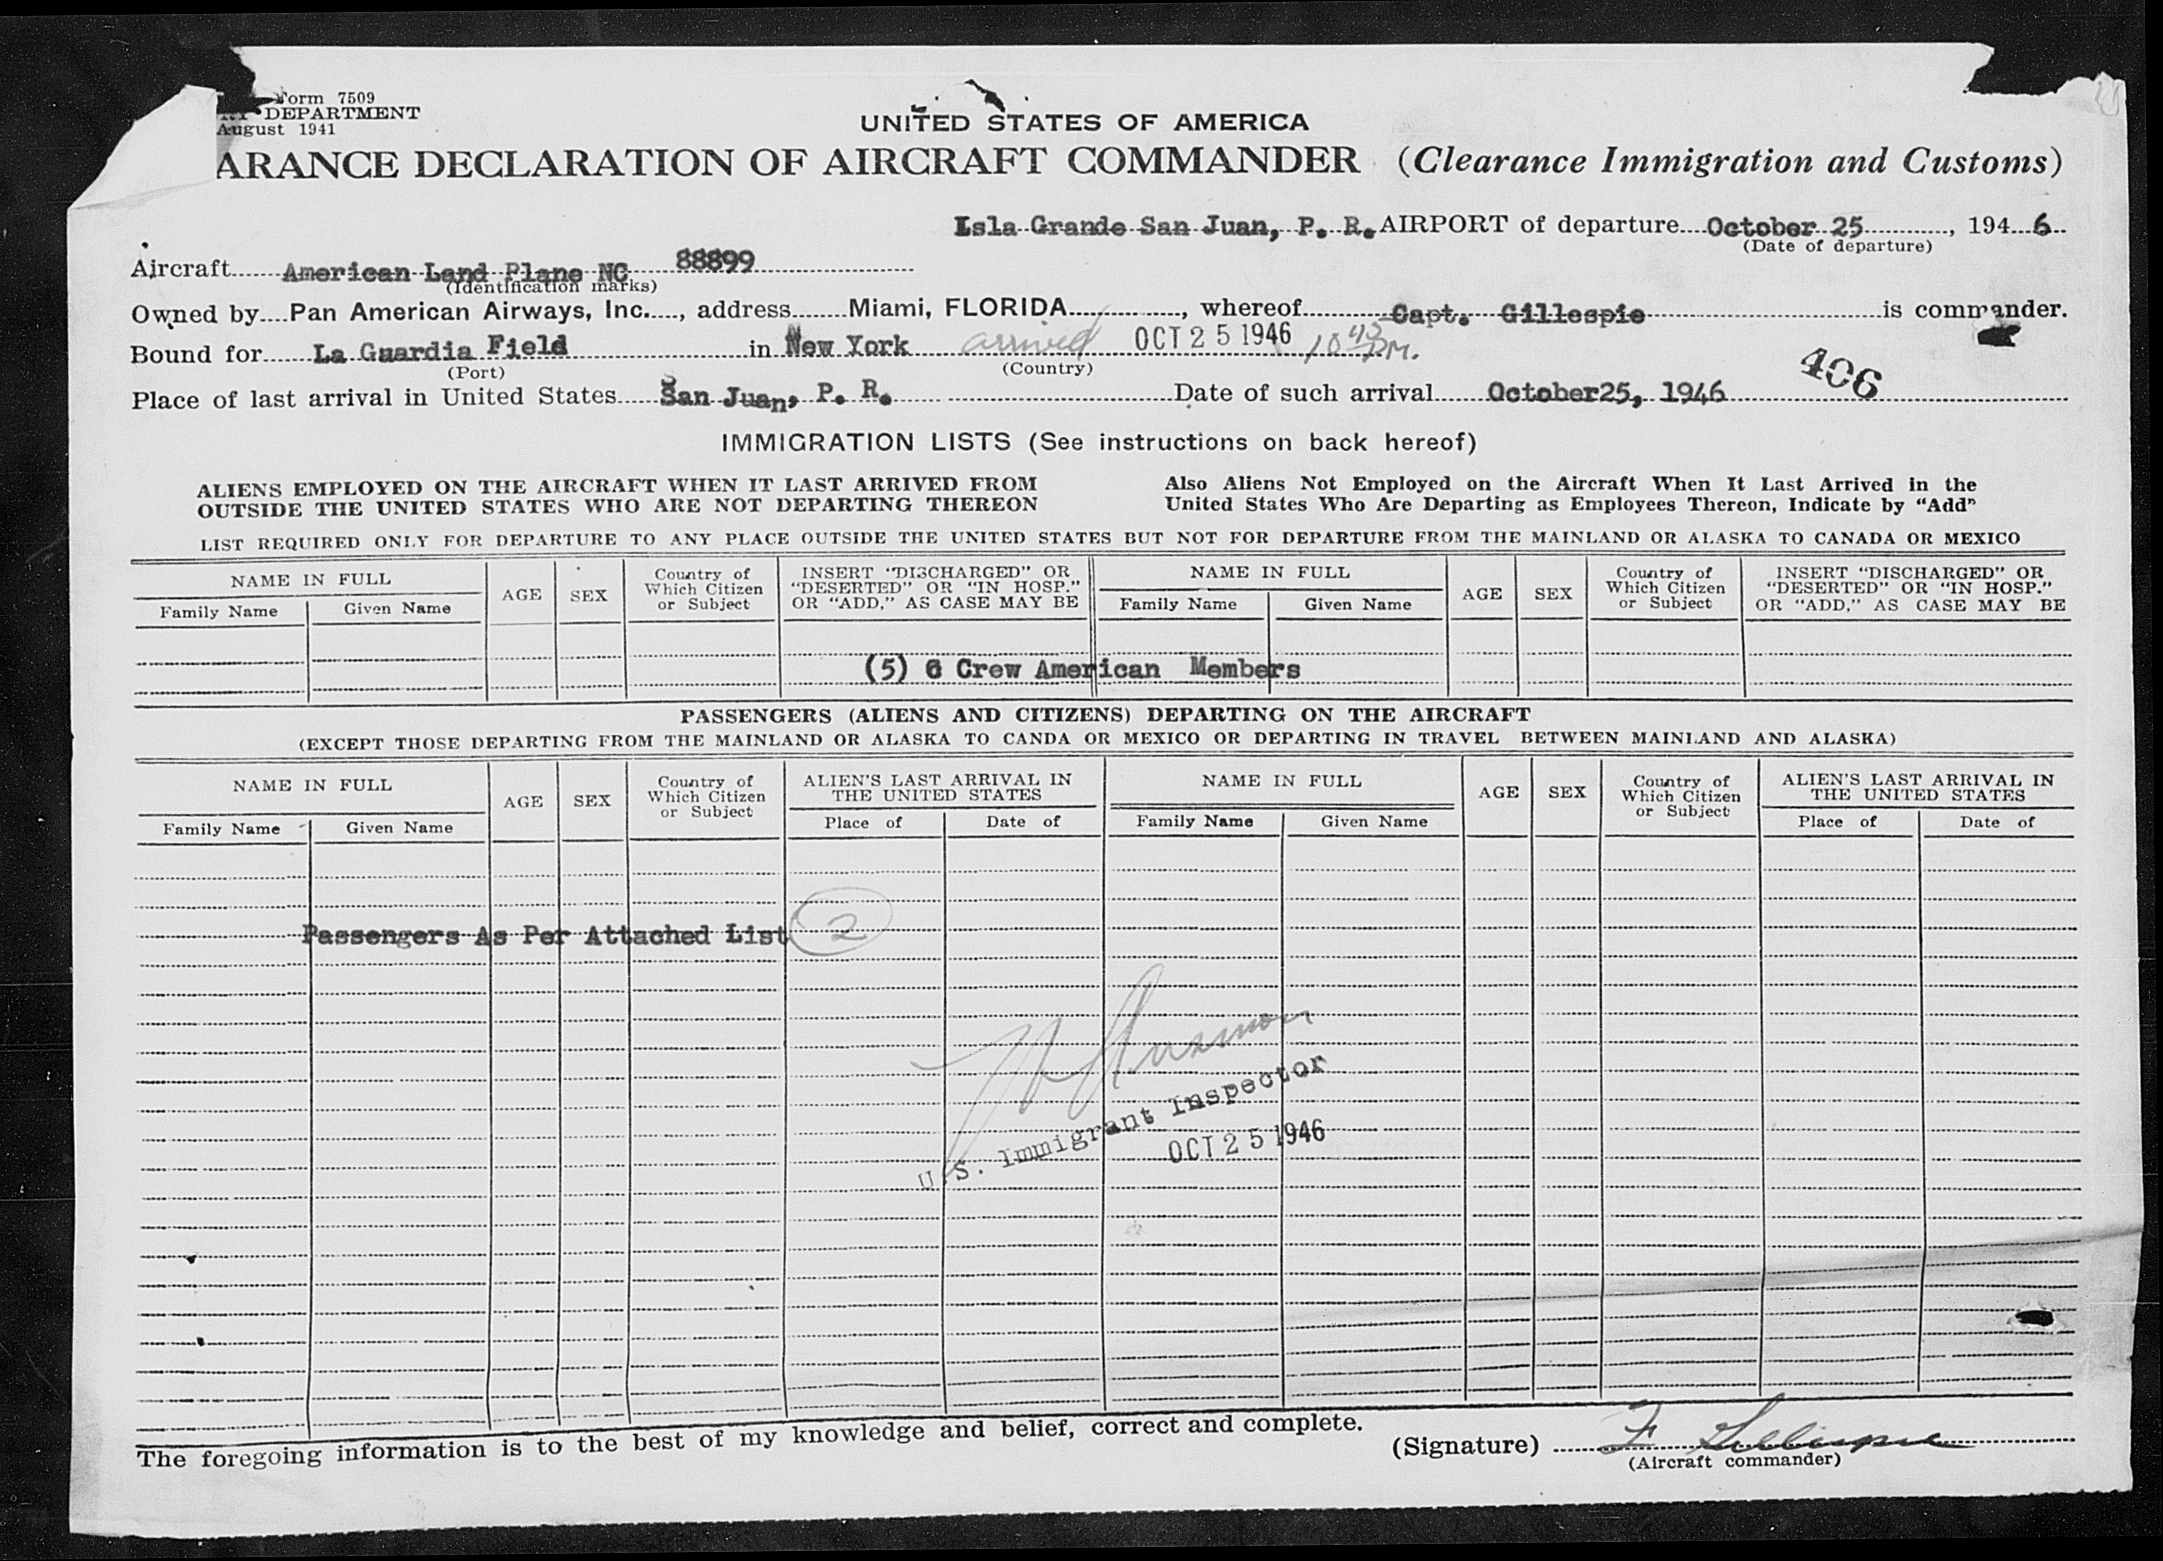 Form 7509
DEPARTMENT
August 1941
UNITED STATES OF AMERICA
ARANCE DECLARATION OF AIRCRAFT COMMANDER (Clearance Immigration and Customs)
Isla Grande San Juan, P. R. AIRPORT of departure October 25, 1946
(Date of departure)
Aircraft American Land Plane NC 88899
(Identification marks)
Owned by Pan American Airways, Inc., address Miami, FLORIDA, whereof Capt. Gillespie is commander.
Bound for La Guardia Field in New York arrived OCT 25 1946 10 43 P.M.
(Port) (Country)
406
Place of last arrival in United States San Juan, P. R. Date of such arrival October25, 1946
IMMIGRATION LISTS (See instructions on back hereof)
ALIENS EMPLOYED ON THE AIRCRAFT WHEN IT LAST ARRIVED FROM
OUTSIDE THE UNITED STATES WHO ARE NOT DEPARTING THEREON
Also Aliens Not Employed on the Aircraft When It Last Arrived in the
United States Who Are Departing as Employees Thereon, Indicate by "Add"
LIST REQUIRED ONLY FOR DEPARTURE TO ANY PLACE OUTSIDE THE UNITED STATES BUT NOT FOR DEPARTURE FROM THE MAINLAND OR ALASKA TO CANADA OR MEXICO
NAME IN FULL
Family Name Given Name
AGE
SEX
Country of
Which Citizen
or Subject
INSERT "DISCHARGED" OR
"DESERTED" OR "IN HOSP."
OR "ADD," AS CASE MAY BE
NAME IN FULL
Family Name Given Name
AGE
SEX
Country of
Which Citizen
or Subject
INSERT "DISCHARGED" OR
"DESERTED" OR "IN HOSP."
OR "ADD," AS CASE MAY BE
(5) 6 Crew American Members
PASSENGERS (ALIENS AND CITIZENS) DEPARTING ON THE AIRCRAFT
(EXCEPT THOSE DEPARTING FROM THE MAINLAND OR ALASKA TO CANDA OR MEXICO OR DEPARTING IN TRAVEL BETWEEN MAINLAND AND ALASKA)
NAME IN FULL
Family Name Given Name
AGE
SEX
Country of
Which Citizen
or Subject
ALIEN'S LAST ARRIVAL IN
THE UNITED STATES
Place of Date of
NAME IN FULL
Family Name Given Name
AGE
SEX
Country of
Which Citizen
or Subject
ALIEN'S LAST ARRIVAL IN
THE UNITED STATES
Place of Date of
Passengers As Per Attached List 2
U.S. Immigrant Inspector
OCT 25 1946
The foregoing information is to the best of my knowledge and belief, correct and complete.
(Signature) F Gillespie
(Aircraft commander)